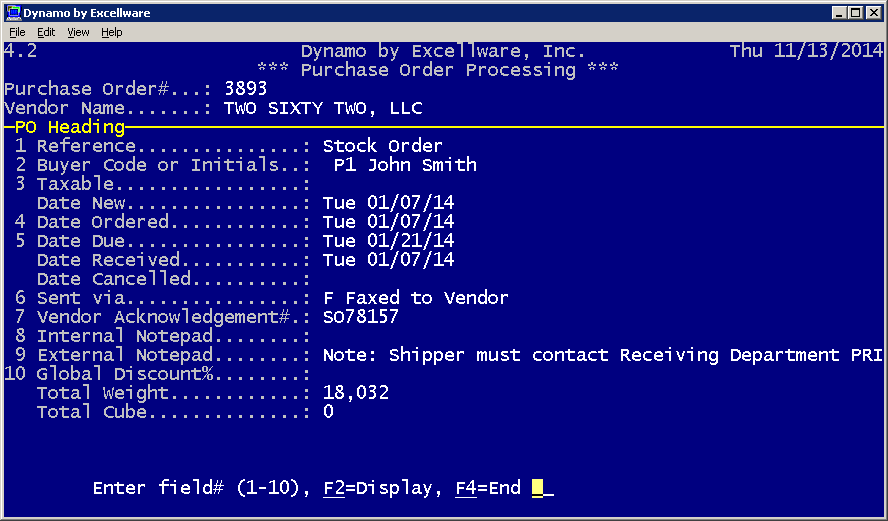 Dynamo by Excellware
File Edit View Help
4.2 Dynamo by Excellware, Inc. Thu 11/13/2014
*** Purchase Order Processing ***
Purchase Order#...: 3893
Vendor Name.......: TWO SIXTY TWO, LLC
PO Heading
1 Reference...............: Stock Order
2 Buyer Code or Initials..: P1 John Smith
3 Taxable.................:
Date New................: Tue 01/07/14
4 Date Ordered............: Tue 01/07/14
5 Date Due................: Tue 01/21/14
Date Received...........: Tue 01/07/14
Date Cancelled..........:
6 Sent via................: F Faxed to Vendor
7 Vendor Acknowledgement#.: SO78157
8 Internal Notepad........:
9 External Notepad........: Note: Shipper must contact Receiving Department PRI
10 Global Discount%........:
Total Weight............: 18,032
Total Cube..............: 0
Enter field# (1-10), F2=Display, F4=End